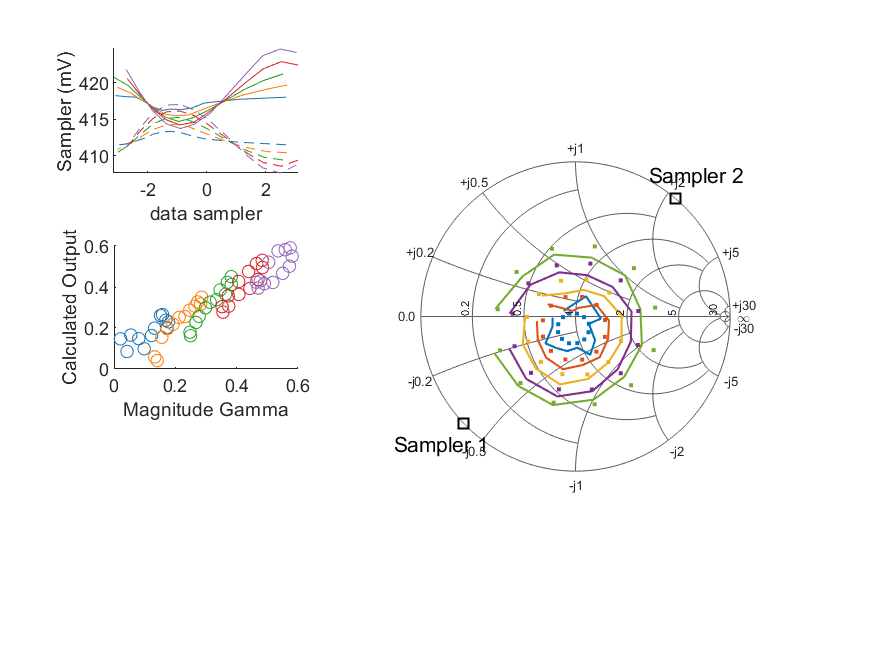 Sampler (mV)
420
415
410
-2
0
2
data sampler
Calculated Output
0.6
0.4
0.2
0
0
0.2
0.4
0.6
Magnitude Gamma
+j1
Sampler 2
+j2
+j0.5
+j0.2
+j5
0.0
0.2
0.5
1
2
5
30
+j30
∞
-j30
-j0.2
-j5
Sampler 1
-j0.5
-j2
-j1